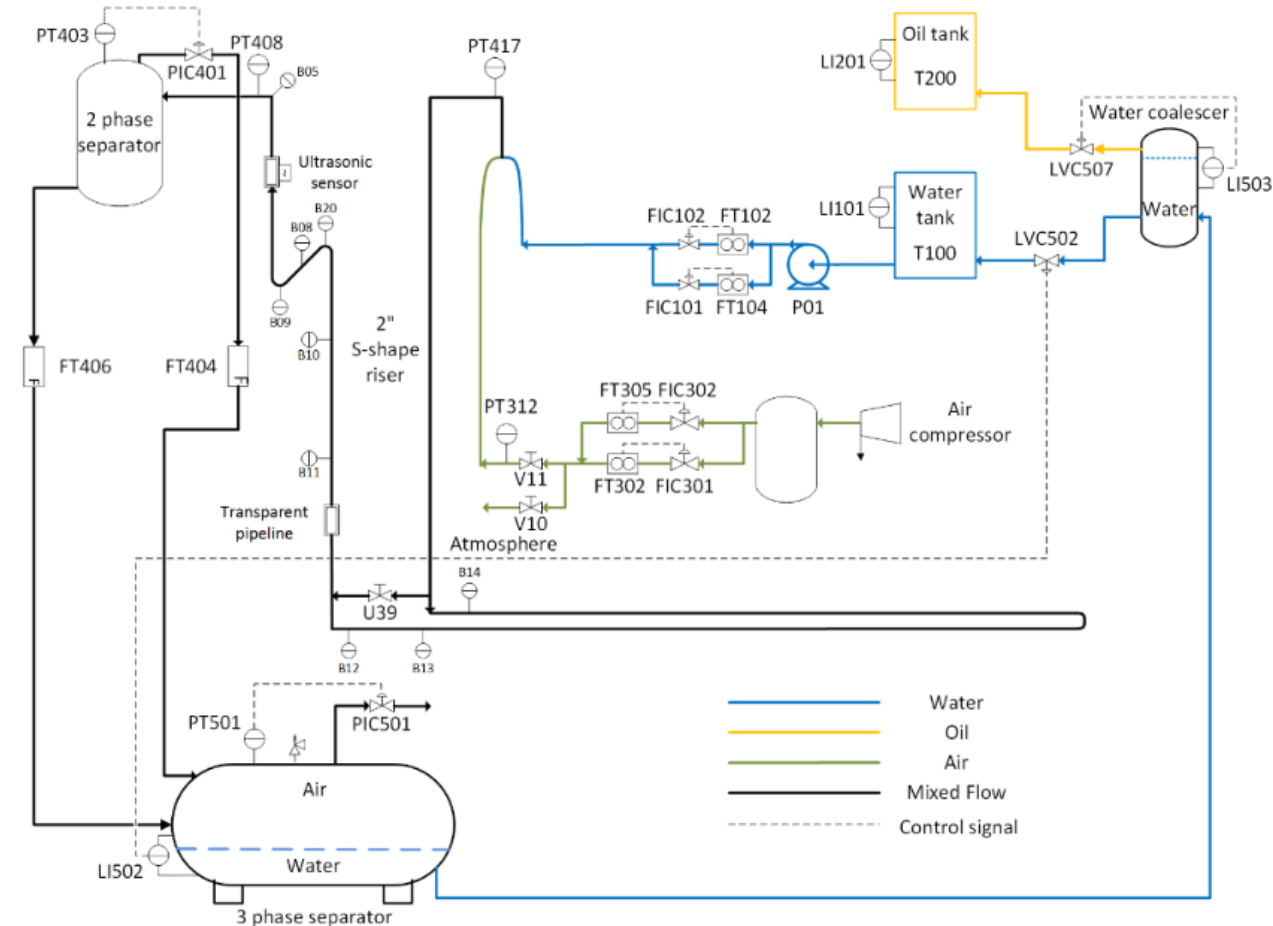 PT403
PIC401
PT408
B05
2 phase
separator
Ultrasonic
sensor
B20
B08
B09
B10
B11
2"
S-shape
riser
FT406
FT404
F
F
Transparent
pipeline
PT417
Oil tank
T200
LI201
Water coalescer
LVC507
LI503
Water
Water
tank
T100
LI101
LVC502
FIC102
FT102
FIC101
FT104
P01
FT305
FIC302
PT312
V11
FT302
FIC301
Air
compressor
V10
Atmosphere
B14
U39
B12
B13
PT501
PIC501
Air
Water
LI502
3 phase separator
Water
Oil
Air
Mixed Flow
Control signal